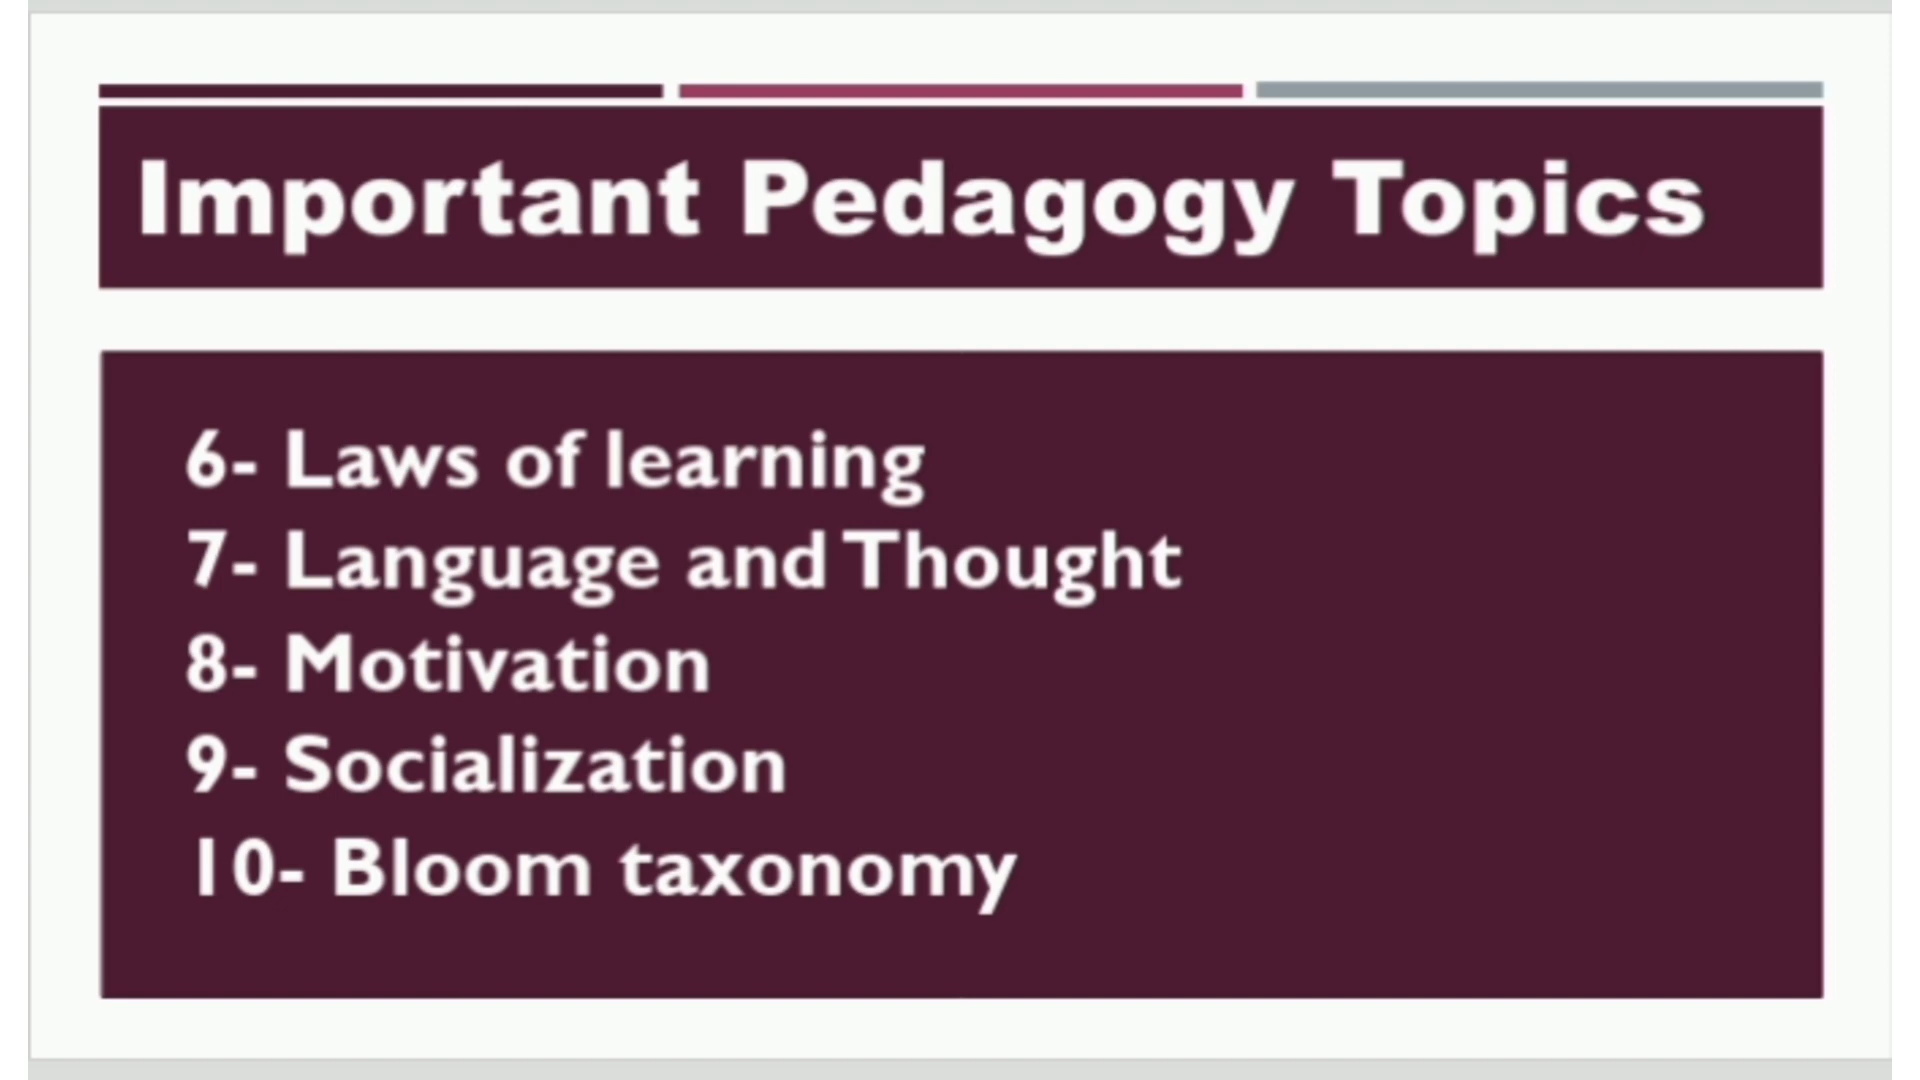 Important Pedagogy Topics
6- Laws of learning
7- Language and Thought
8- Motivation
9- Socialization
10- Bloom taxonomy